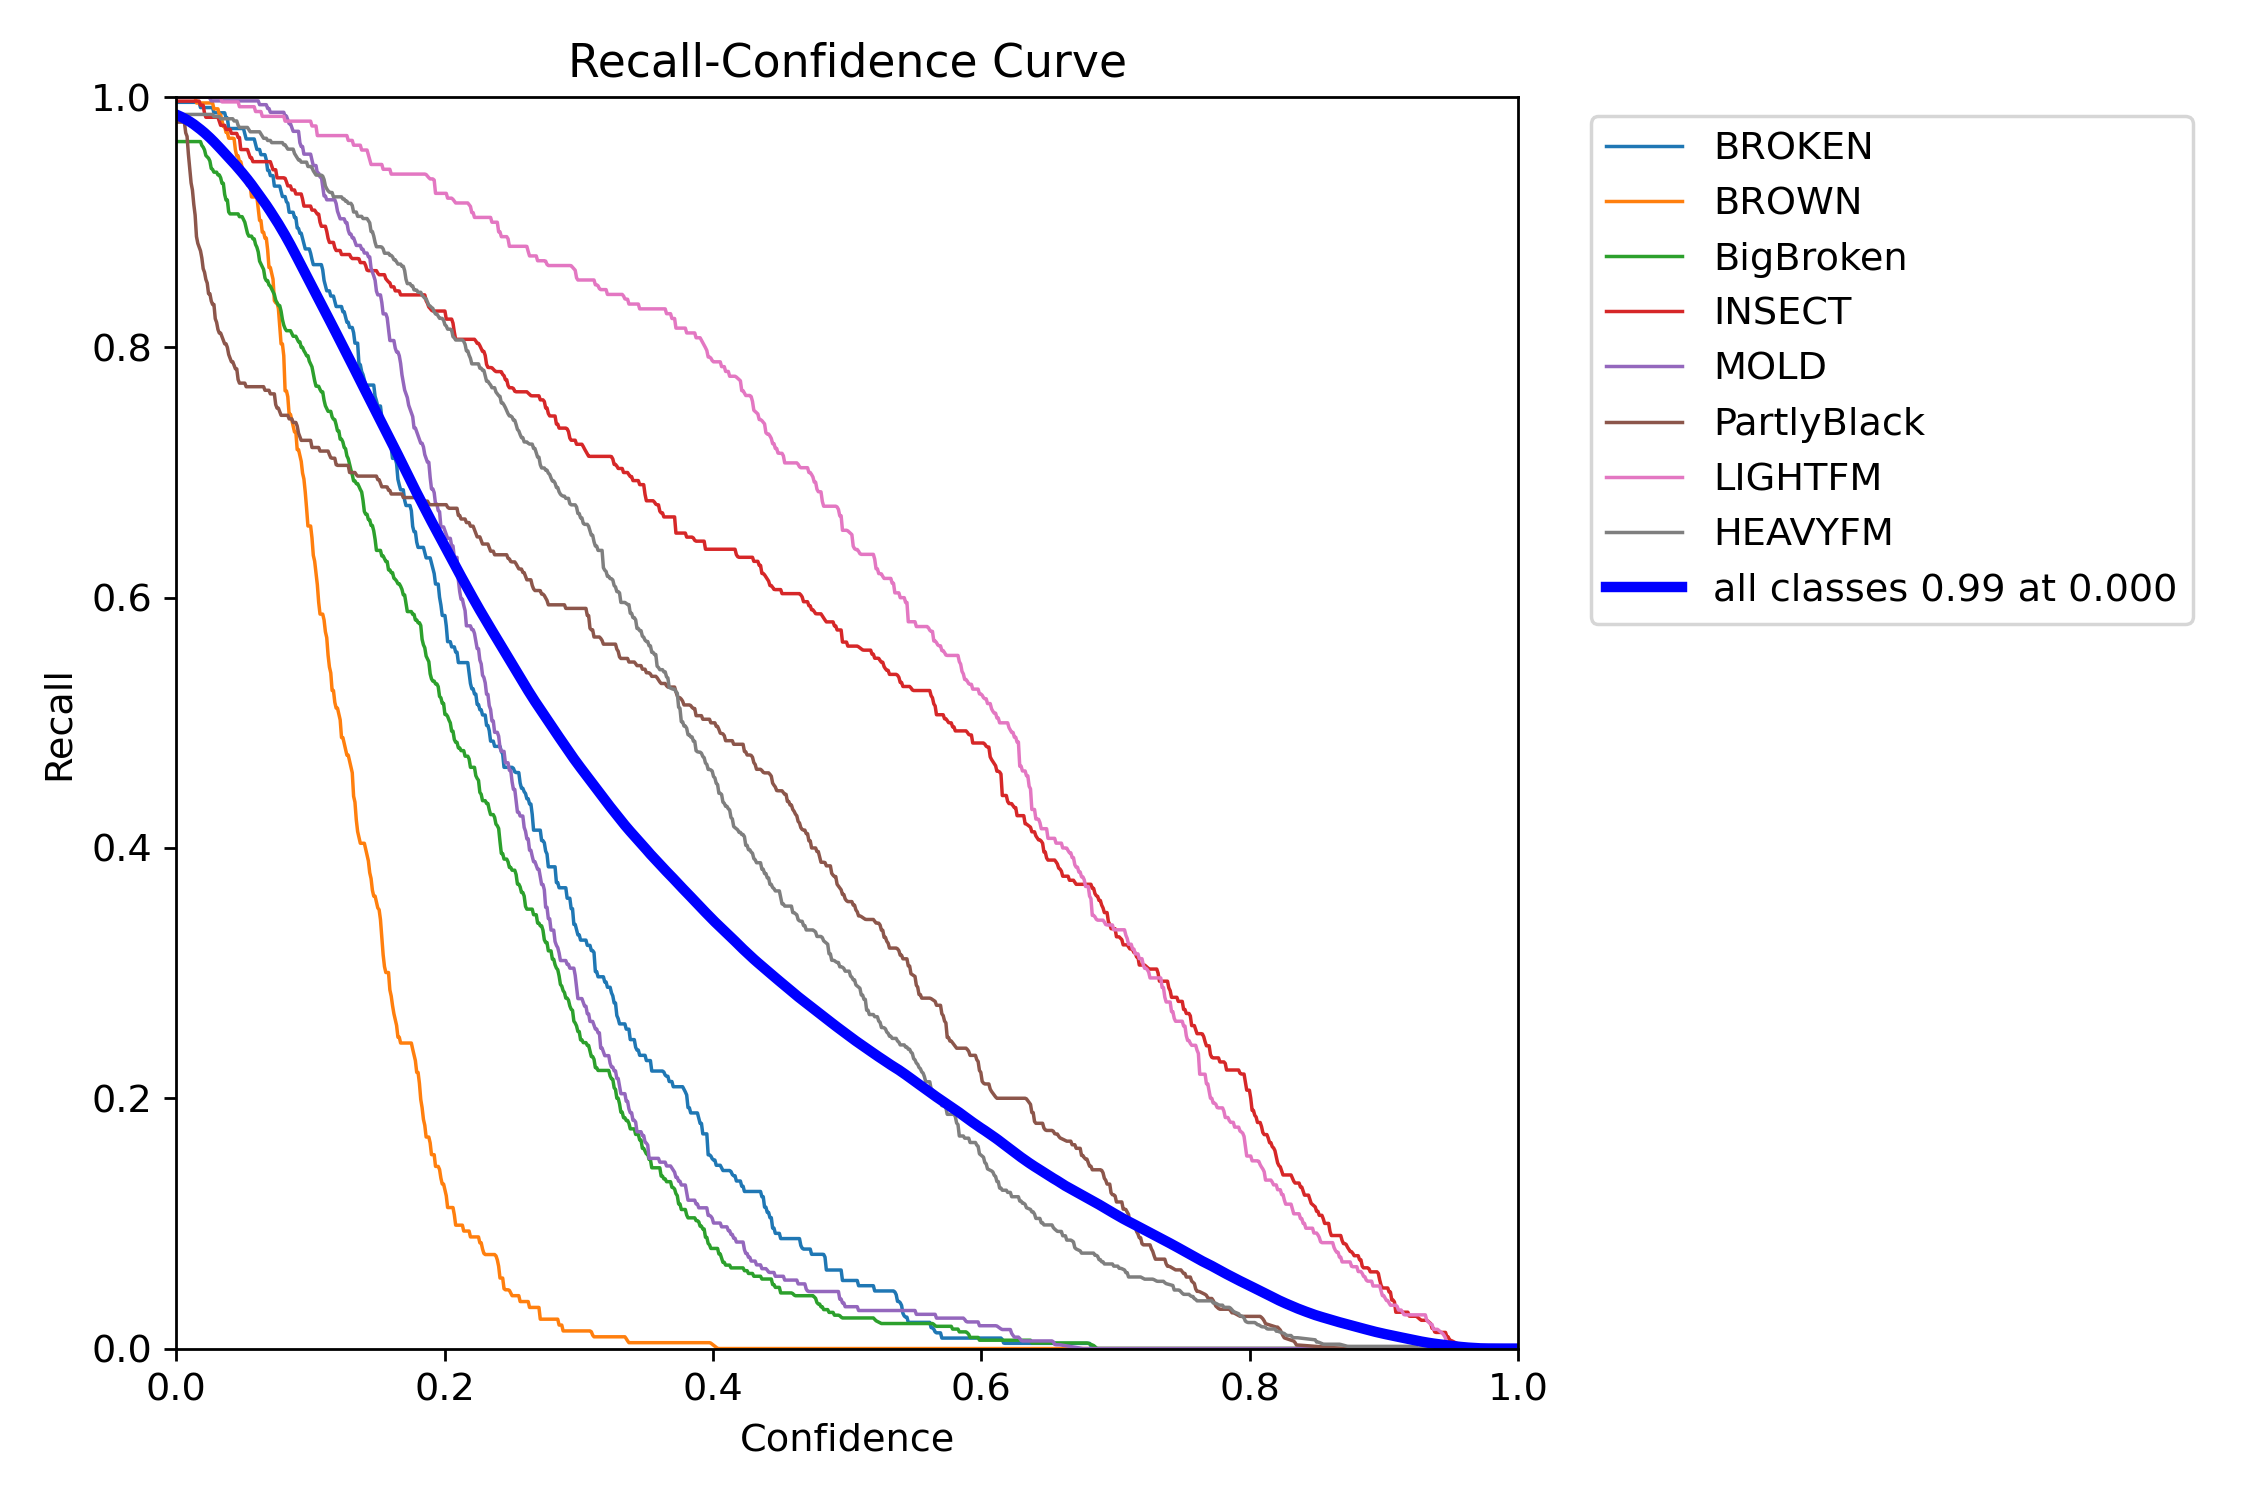 Recall-Confidence Curve
1.0
0.8
0.6
0.4
0.2
0.0
Recall
0.0 0.2 0.4 0.6 0.8 1.0
Confidence
BROKEN
BROWN
BigBroken
INSECT
MOLD
PartlyBlack
LIGHTFM
HEAVYFM
all classes 0.99 at 0.000